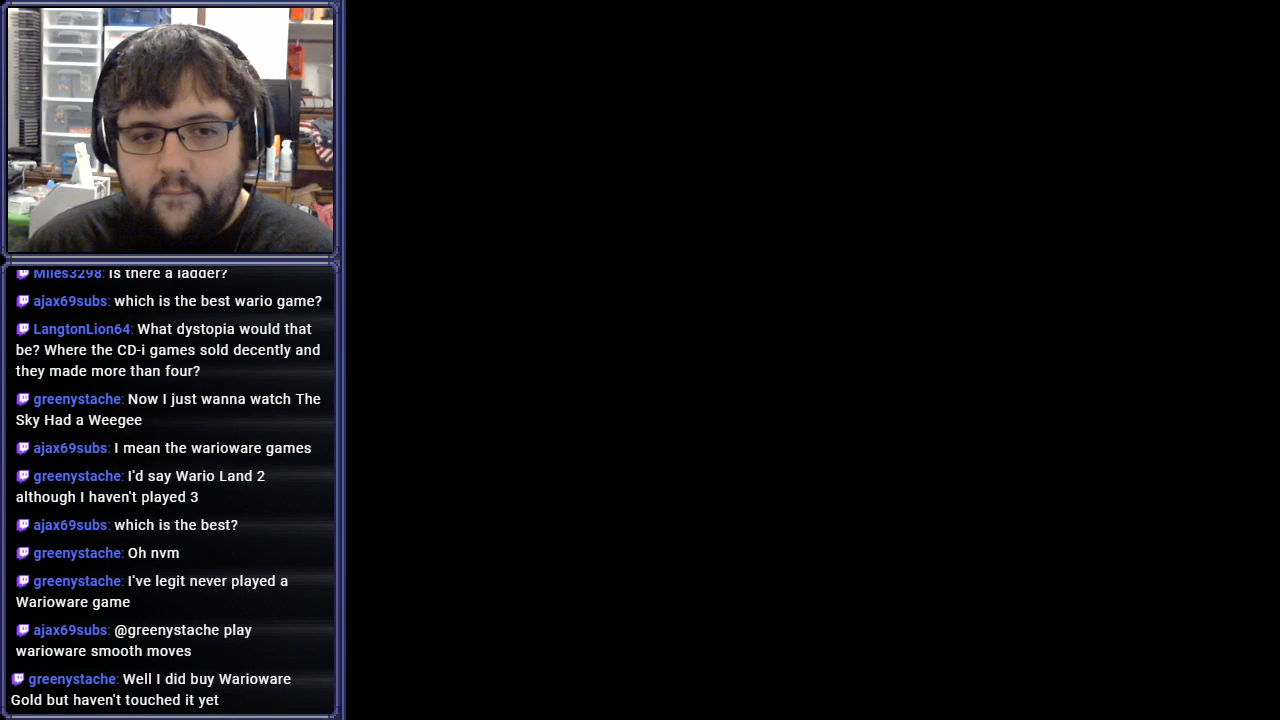 Miles3298: Is there a ladder?
ajax69subs: which is the best wario game?
LangtonLion64: What dystopia would that
be? Where the CD-i games sold decently and
they made more than four?
greenystache: Now I just wanna watch The
Sky Had a Weegee
ajax69subs: I mean the warioware games
greenystache: I'd say Wario Land 2
although I haven't played 3
ajax69subs: which is the best?
greenystache: Oh nvm
greenystache: I've legit never played a
Warioware game
ajax69subs: @greenystache play
warioware smooth moves
greenystache: Well I did buy Warioware
Gold but haven't touched it yet